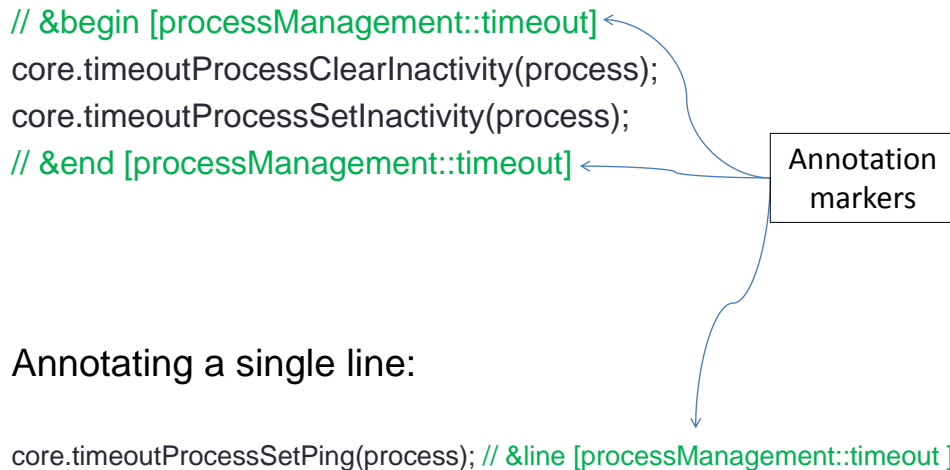 // &begin [processManagement::timeout]
core.timeoutProcessClearInactivity(process);
core.timeoutProcessSetInactivity(process);
// &end [processManagement::timeout]
Annotation
markers
Annotating a single line:
core.timeoutProcessSetPing(process); // &line [processManagement::timeout ]